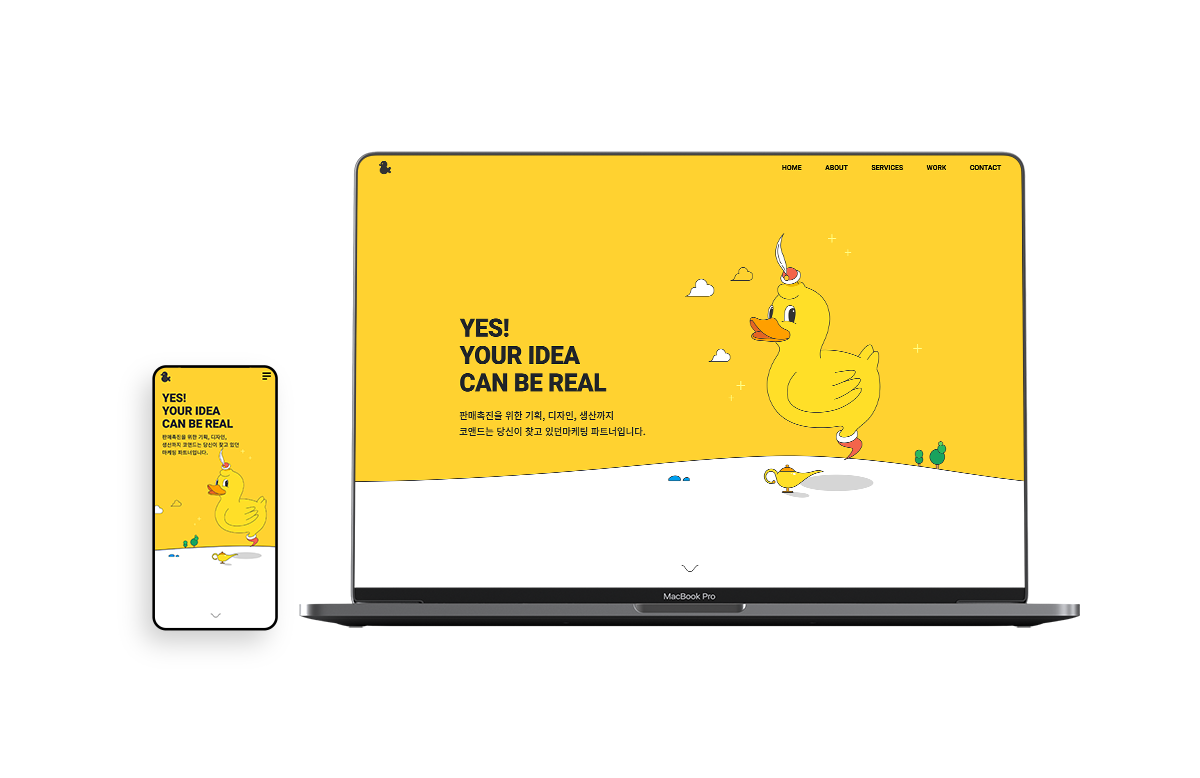 HOME ABOUT SERVICES WORK CONTACT
YES!
YOUR IDEA
CAN BE REAL
판매촉진을 위한 기획, 디자인, 생산까지
코앤드는 당신이 찾고 있던마케팅 파트너입니다.
MacBook Pro
YES!
YOUR IDEA
CAN BE REAL
판매촉진을 위한 기획, 디자인,
생산까지 코앤드는 당신이 찾고 있던
마케팅 파트너입니다.